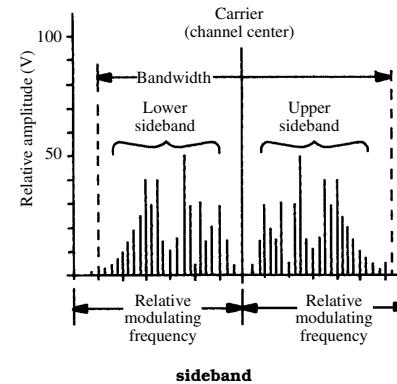 Carrier
(channel center)
100
Relative amplitude (V)
Bandwidth
Lower
sideband
Upper
sideband
50
Relative
modulating
frequency
Relative
modulating
frequency
sideband